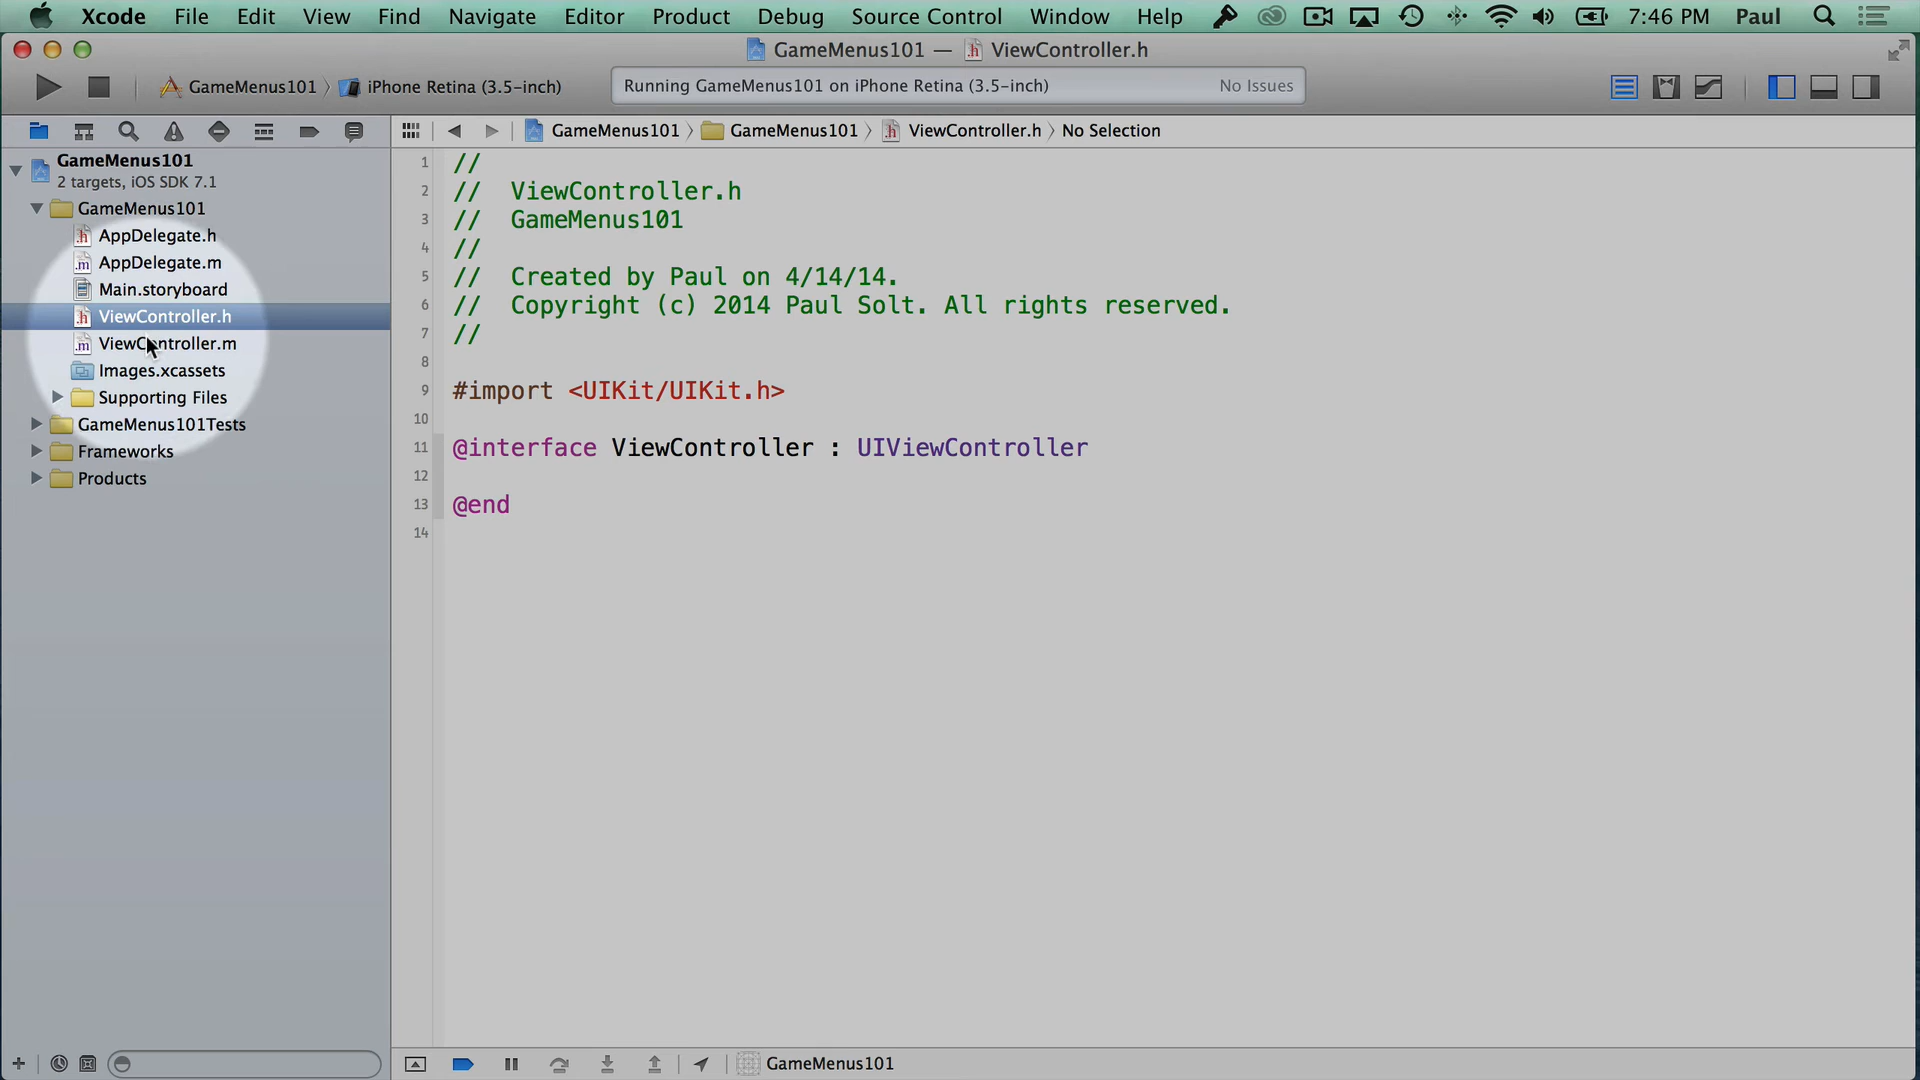 Xcode File Edit View Find Navigate Editor Product Debug Source Control Window Help 7:46 PM Paul
GameMenus101 — ViewController.h
GameMenus101 iPhone Retina (3.5-inch) Running GameMenus101 on iPhone Retina (3.5-inch) No Issues
GameMenus101 GameMenus101 ViewController.h No Selection
GameMenus101
2 targets, iOS SDK 7.1
GameMenus101
AppDelegate.h
AppDelegate.m
Main.storyboard
ViewController.h
ViewController.m
Images.xcassets
Supporting Files
GameMenus101Tests
Frameworks
Products
1 //
2 // ViewController.h
3 // GameMenus101
4 //
5 // Created by Paul on 4/14/14.
6 // Copyright (c) 2014 Paul Solt. All rights reserved.
7 //
8
9 #import <UIKit/UIKit.h>
10
11 @interface ViewController : UIViewController
12
13 @end
14
GameMenus101